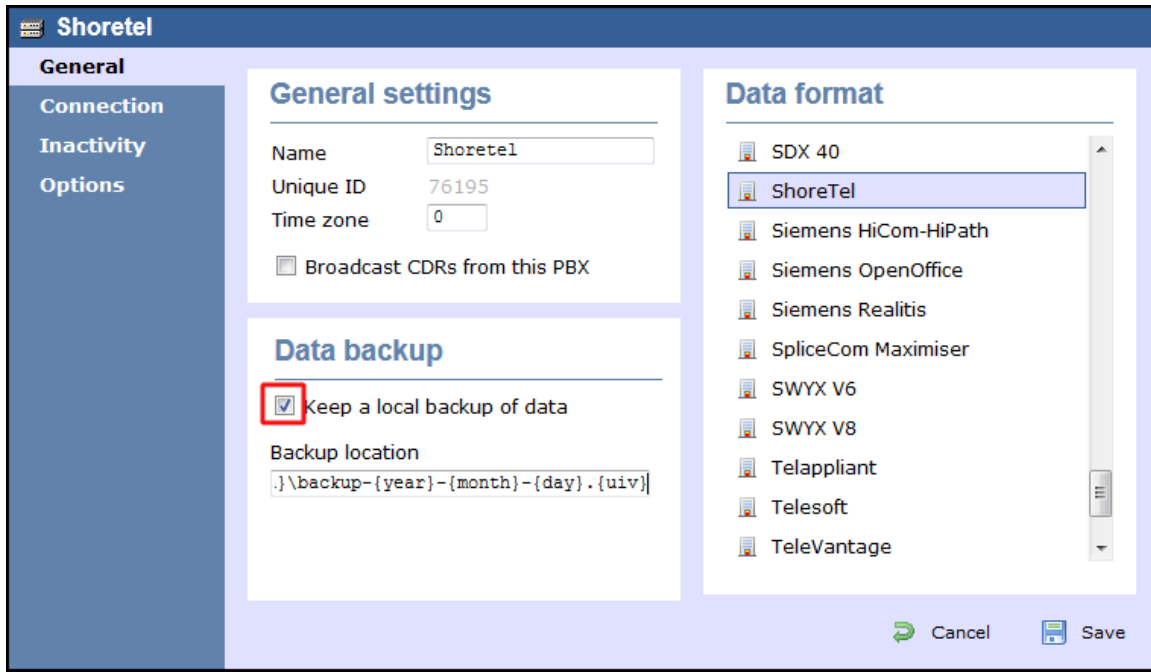 Shoretel
General
Connection
Inactivity
Options
General settings
Name Shoretel
Unique ID 76195
Time zone 0
Broadcast CDRs from this PBX
Data backup
Keep a local backup of data
Backup location
.}\backup-{year}-{month}-{day}.{uiv}
Data format
SDX 40
ShoreTel
Siemens HiCom-HiPath
Siemens OpenOffice
Siemens Realitis
SpliceCom Maximiser
SWYX V6
SWYX V8
Telappliant
Telesoft
TeleVantage
Cancel Save